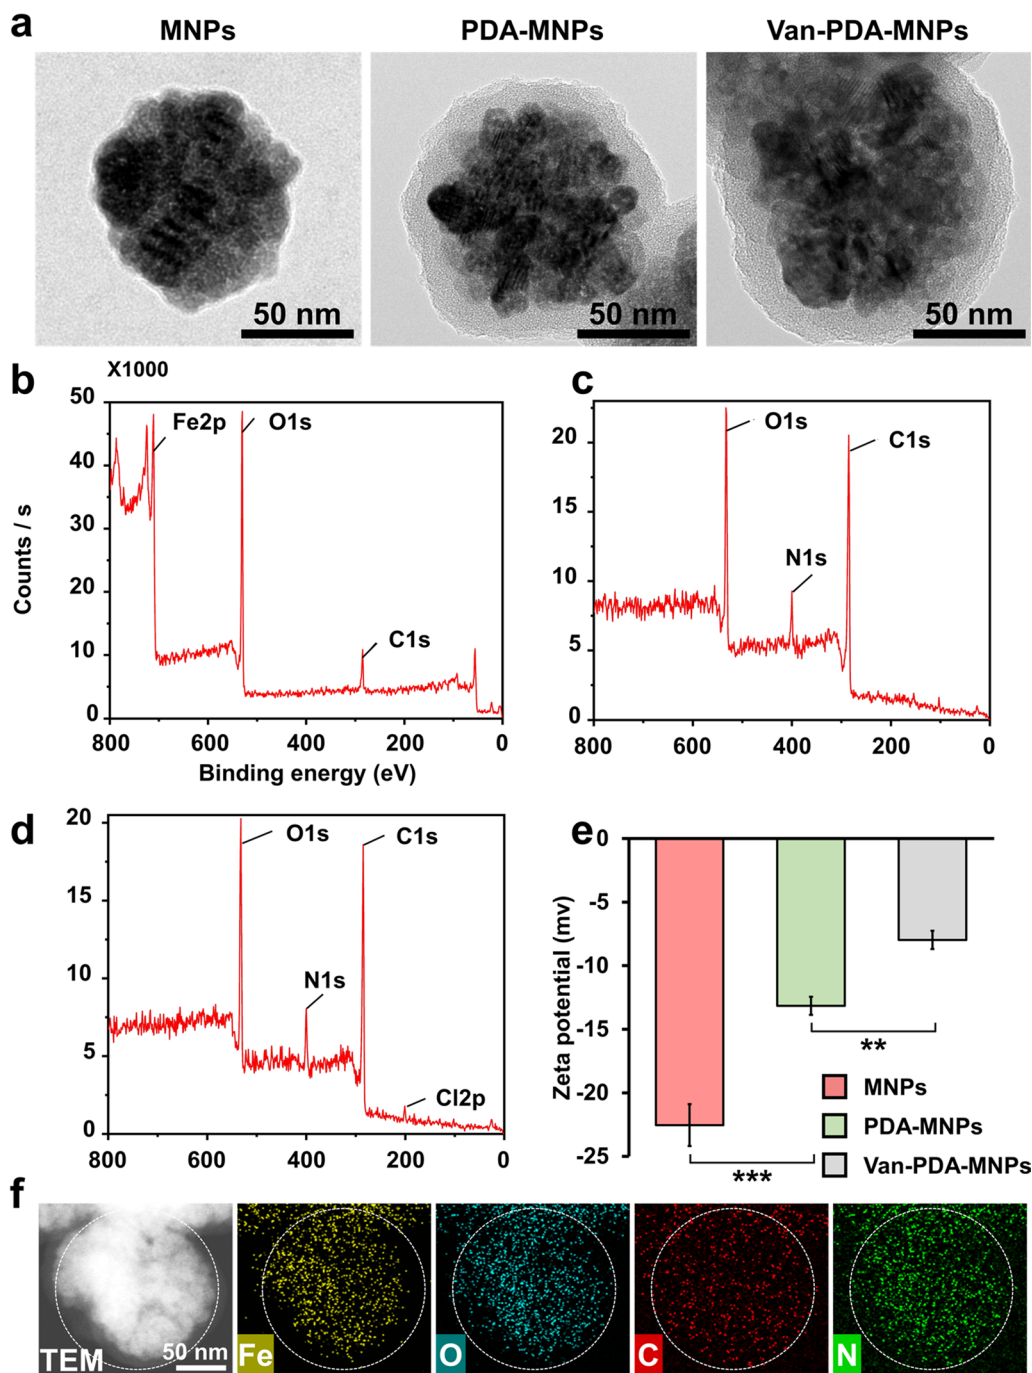 a
MNPs
PDA-MNPs
Van-PDA-MNPs
50 nm
50 nm
50 nm
b
X1000
50
40
30
20
10
0
Counts / s
Fe2p
O1s
C1s
800
600
400
200
0
Binding energy (eV)
c
20
15
10
5
0
O1s
C1s
N1s
800
600
400
200
0
d
20
15
10
5
0
O1s
C1s
N1s
Cl2p
800
600
400
200
0
e
0
-5
-10
-15
-20
-25
Zeta potential (mv)
**
***
MNPs
PDA-MNPs
Van-PDA-MNPs
f
TEM
50 nm
Fe
O
C
N